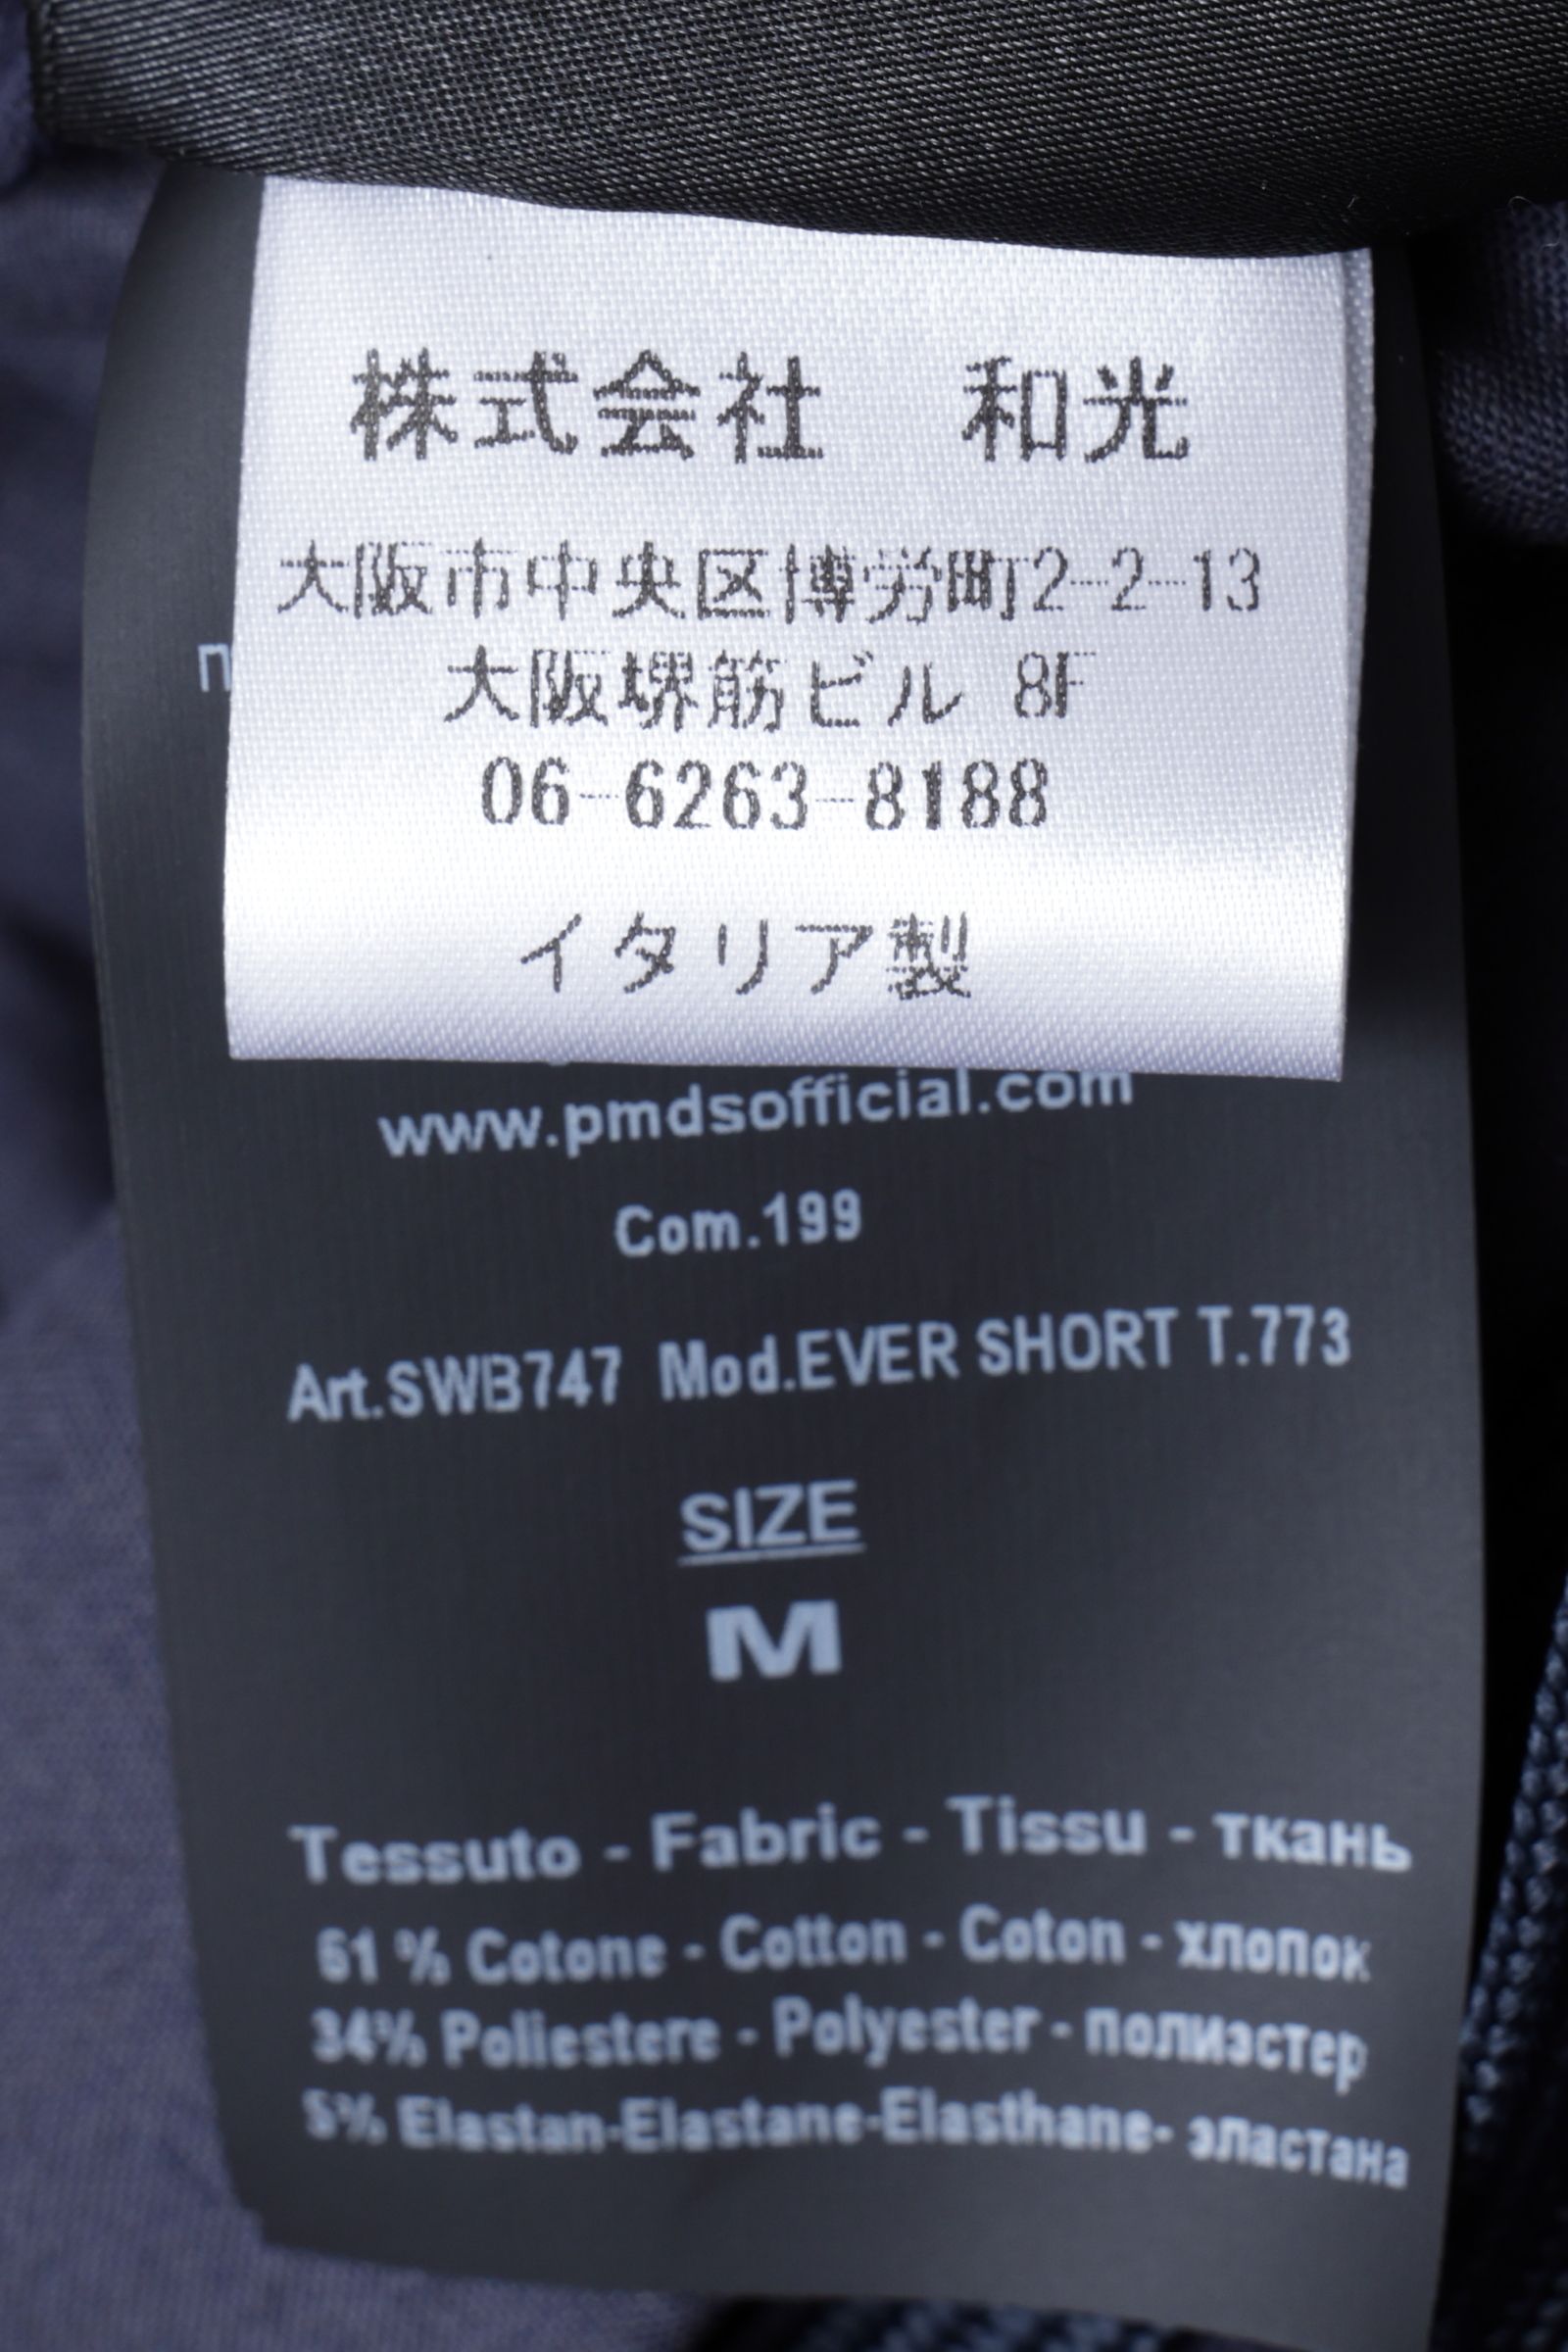 株式会社　和光
大阪市中央区博労町2-2-13
大阪堺筋ビル 8F
06-6263-8188
イタリア製
www.pmdsofficial.com
Com.199
Art.SWB747 Mod.EVER SHORT T.773
SIZE
M
Tessuto - Fabric - Tissu - ткань
61 % Cotone - Cotton - Coton - хлопок
34% Poliestere - Polyester - полиэстер
5% Elastan-Elastane-Elasthane- эластана